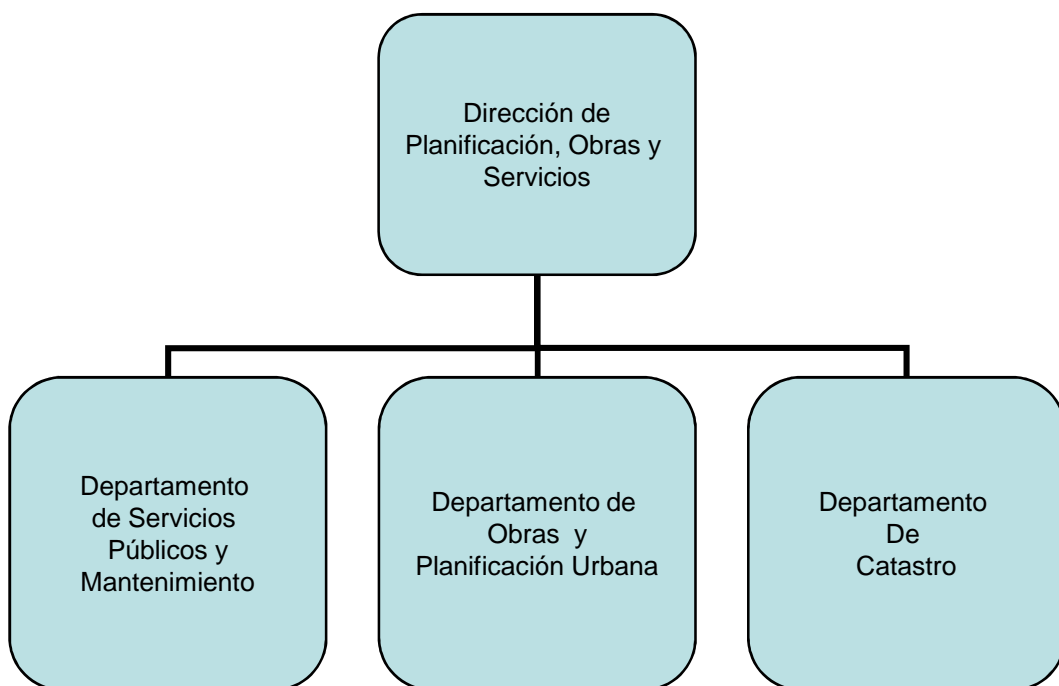 Dirección de
Planificación, Obras y
Servicios
Departamento
de Servicios
Públicos y
Mantenimiento
Departamento de
Obras y
Planificación Urbana
Departamento
De
Catastro